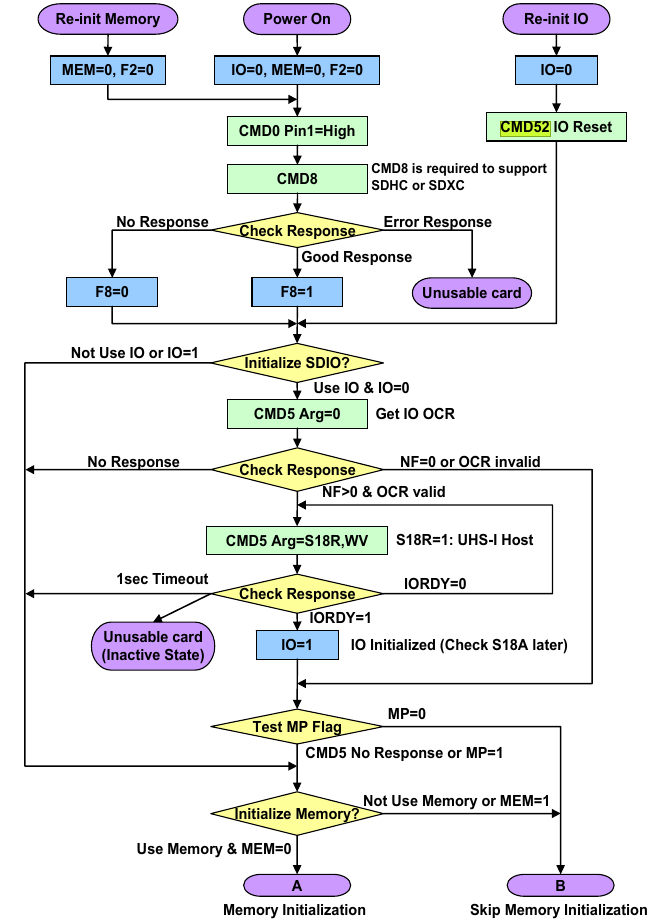 Re-init Memory
Power On
Re-init IO
MEM=0, F2=0
IO=0, MEM=0, F2=0
IO=0
CMD0 Pin1=High
CMD52 IO Reset
CMD8
CMD8 is required to support
SDHC or SDXC
No Response
Check Response
Error Response
Good Response
F8=0
F8=1
Unusable card
Not Use IO or IO=1
Initialize SDIO?
Use IO & IO=0
CMD5 Arg=0
Get IO OCR
No Response
Check Response
NF=0 or OCR invalid
NF>0 & OCR valid
CMD5 Arg=S18R,WV
S18R=1: UHS-I Host
1sec Timeout
Check Response
IORDY=0
IORDY=1
Unusable card
(Inactive State)
IO=1
IO Initialized (Check S18A later)
Test MP Flag
MP=0
CMD5 No Response or MP=1
Initialize Memory?
Not Use Memory or MEM=1
Use Memory & MEM=0
A
B
Memory Initialization
Skip Memory Initialization